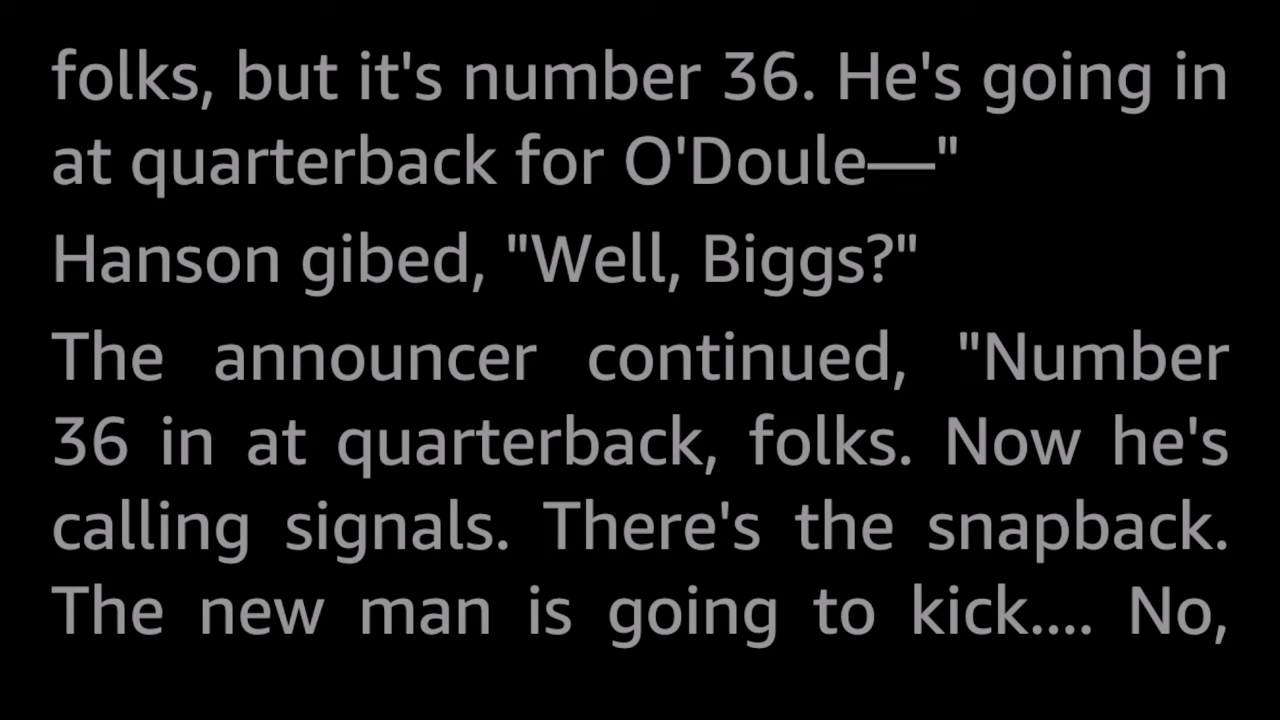 folks, but it's number 36. He's going in
at quarterback for O'Doule—"
Hanson gibed, "Well, Biggs?"
The announcer continued, "Number
36 in at quarterback, folks. Now he's
calling signals. There's the snapback.
The new man is going to kick.... No,